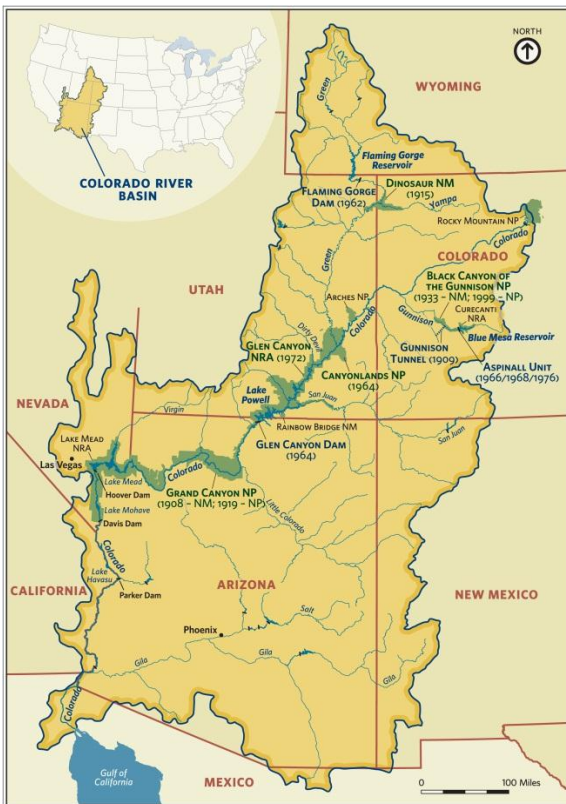 NORTH
WYOMING
COLORADO RIVER
BASIN
Green
Flaming Gorge
Reservoir
FLAMING GORGE
DAM (1962)
DINOSAUR NM
(1915)
Yampa
ROCKY MOUNTAIN NP
Colorado
COLORADO
Green
UTAH
ARCHES NP
BLACK CANYON OF
THE GUNNISON NP
(1933 – NM; 1999 – NP)
CURECANTI
NRA
Gunnison
Blue Mesa Reservoir
Dirty Devil
Colorado
GLEN CANYON
NRA (1972)
GUNNISON
TUNNEL (1909)
ASPINALL UNIT
(1966/1968/1976)
CANYONLANDS NP
(1964)
Lake
Powell
San Juan
NEVADA
Virgin
RAINBOW BRIDGE NM
San Juan
LAKE MEAD
NRA
GLEN CANYON DAM
(1964)
Las Vegas
Lake Mead
Colorado
Hoover Dam
GRAND CANYON NP
(1908 – NM; 1919 – NP)
Lake Mohave
Davis Dam
Little Colorado
Colorado
Lake
Havasu
CALIFORNIA
Parker Dam
ARIZONA
NEW MEXICO
Salt
Phoenix
Gila
Gila
Gila
Colorado
Gulf of
California
MEXICO
0
100 Miles